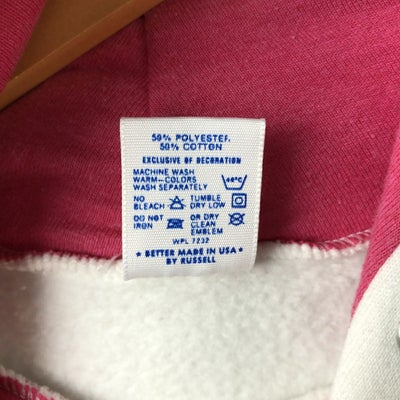 50% POLYESTER.
50% COTTON
EXCLUSIVE OF DECORATION
MACHINE WASH
WARM-COLORS
WASH SEPARATELY
NO BLEACH
TUMBLE DRY LOW
DO NOT IRON
OR DRY CLEAN EMBLEM
WPL 7232
★ BETTER MADE IN USA ★
BY RUSSELL